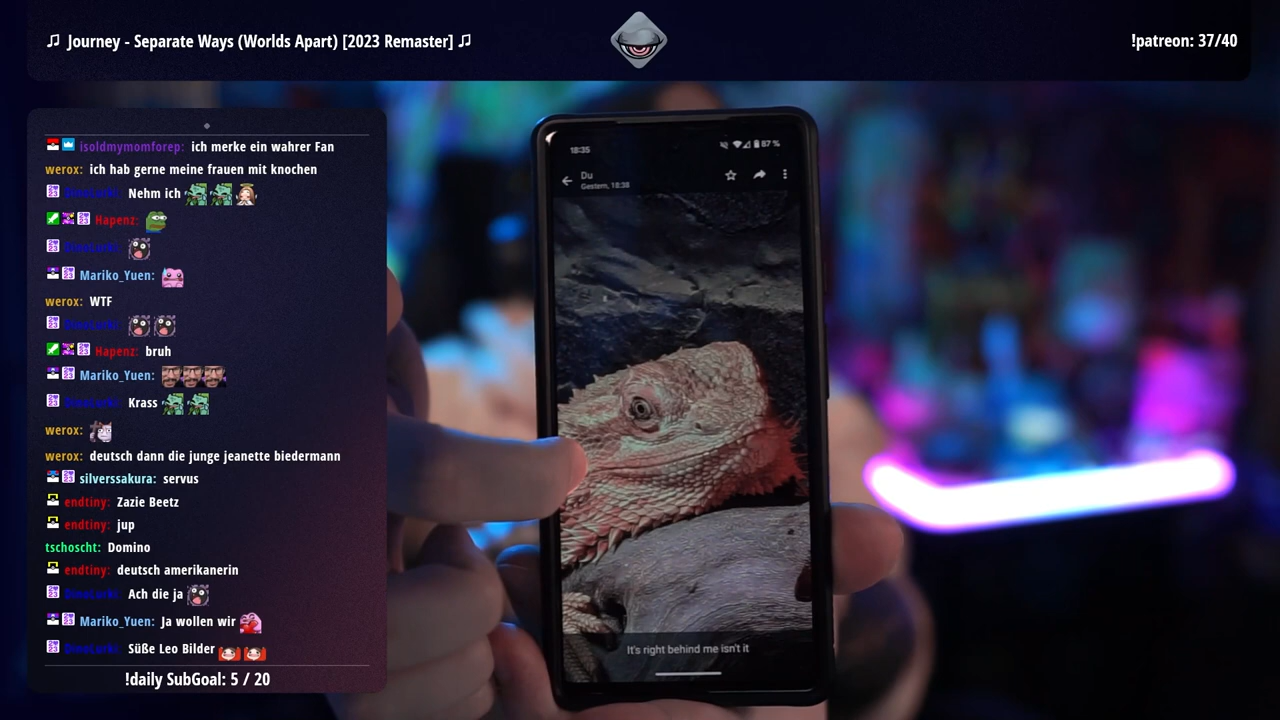 ♫ Journey - Separate Ways (Worlds Apart) [2023 Remaster] ♫
!patreon: 37/40
isoldmymomforep: ich merke ein wahrer Fan
werox: ich hab gerne meine frauen mit knochen
Nehm ich
Hapenz:
Mariko_Yuen:
werox: WTF
Hapenz: bruh
Mariko_Yuen:
Krass
werox:
werox: deutsch dann die junge jeanette biedermann
silverssakura: servus
endtiny: Zazie Beetz
endtiny: jup
tschoscht: Domino
endtiny: deutsch amerikanerin
Ach die ja
Mariko_Yuen: Ja wollen wir
Süße Leo Bilder
!daily SubGoal: 5 / 20
18:35
87 %
Du
Gestern, 18:38
It's right behind me isn't it